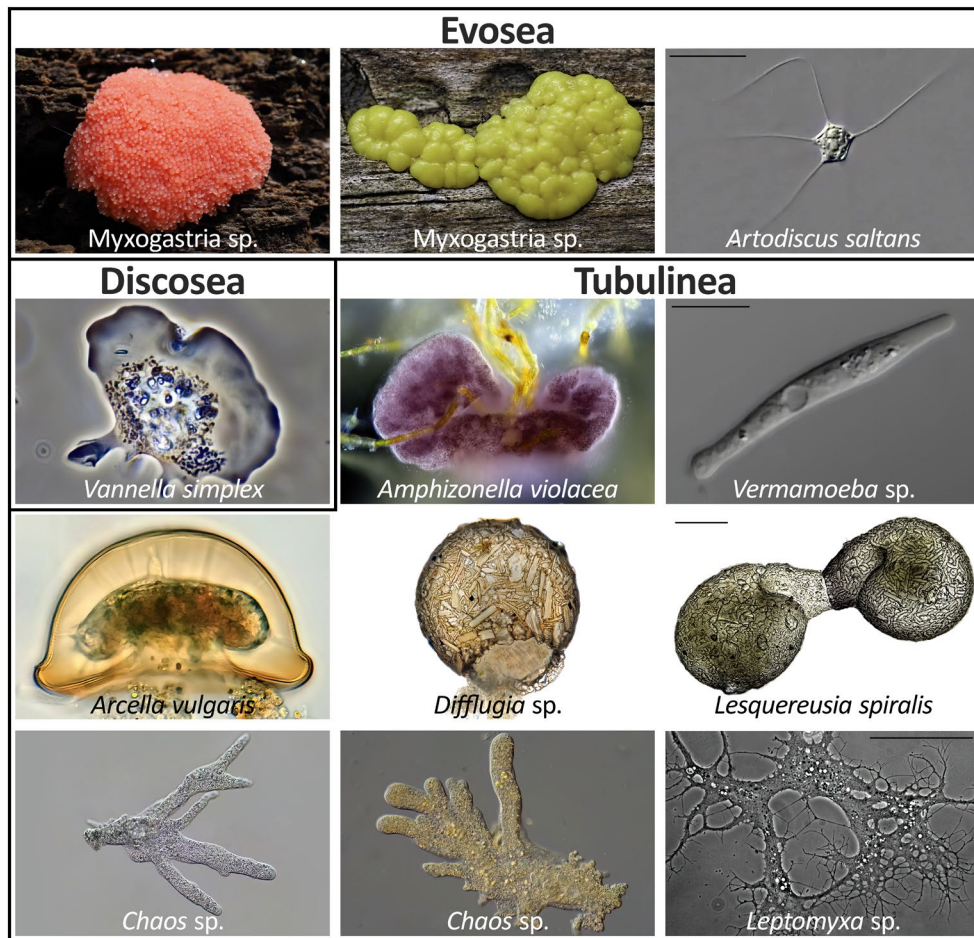 Evosea
Myxogastria sp.
Myxogastria sp.
Artodiscus saltans
Discosea
Tubulinea
Vannella simplex
Amphizonella violacea
Vermamoeba sp.
Arcella vulgaris
Difflugia sp.
Lesquereusia spiralis
Chaos sp.
Chaos sp.
Leptomyxa sp.